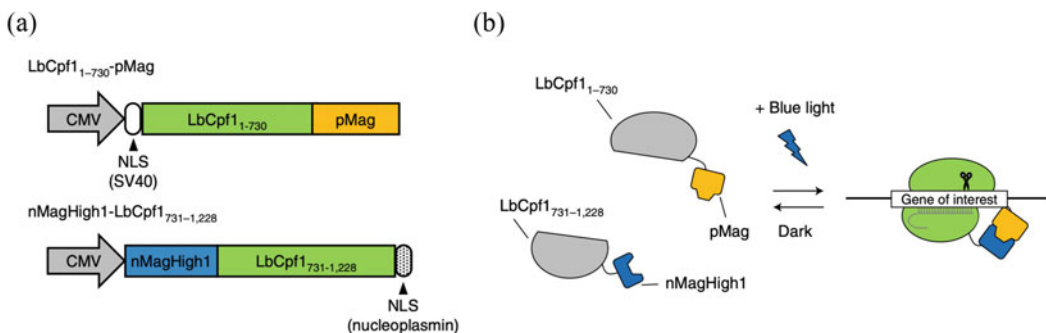 (a)
LbCpf1₁₋₇₃₀-pMag
CMV
LbCpf1₁₋₇₃₀
pMag
NLS
(SV40)
nMagHigh1-LbCpf1₇₃₁₋₁,₂₂₈
CMV
nMagHigh1
LbCpf1₇₃₁₋₁,₂₂₈
NLS
(nucleoplasmin)
(b)
LbCpf1₁₋₇₃₀
pMag
LbCpf1₇₃₁₋₁,₂₂₈
nMagHigh1
+ Blue light
Dark
Gene of interest